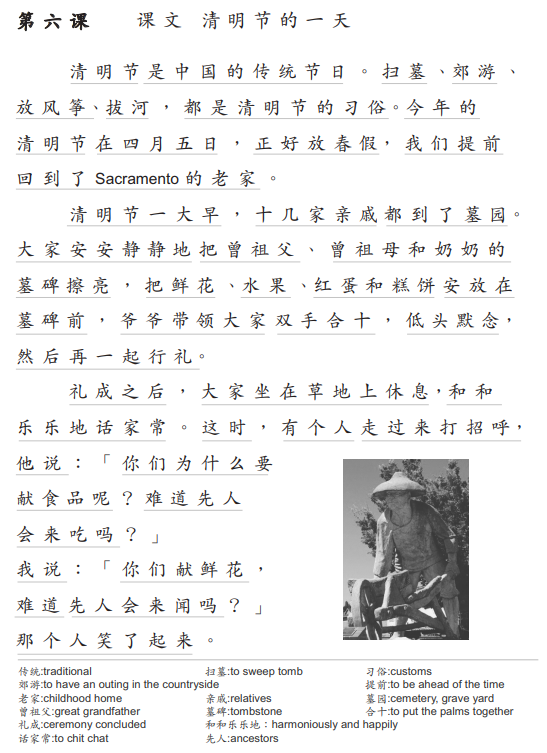 第六课 课文 清明节的一天
清明节是中国的传统节日。扫墓、郊游、
放风筝、拔河，都是清明节的习俗。今年的
清明节在四月五日，正好放春假，我们提前
回到了 Sacramento 的老家。
清明节一大早，十几家亲戚都到了墓园。
大家安安静静地把曾祖父、曾祖母和奶奶的
墓碑擦亮，把鲜花、水果、红蛋和糕饼安放在
墓碑前，爷爷带领大家双手合十，低头默念，
然后再一起行礼。
礼成之后，大家坐在草地上休息，和和
乐乐地话家常。这时，有个人走过来打招呼，
他说：「你们为什么要
献食品呢？难道先人
会来吃吗？」
我说：「你们献鲜花，
难道先人会来闻吗？」
那个人笑了起来。
传统:traditional 扫墓:to sweep tomb 习俗:customs
郊游:to have an outing in the countryside 提前:to be ahead of the time
老家:childhood home 亲戚:relatives 墓园:cemetery, grave yard
曾祖父:great grandfather 墓碑:tombstone 合十:to put the palms together
礼成:ceremony concluded 和和乐乐地：harmoniously and happily
话家常:to chit chat 先人:ancestors